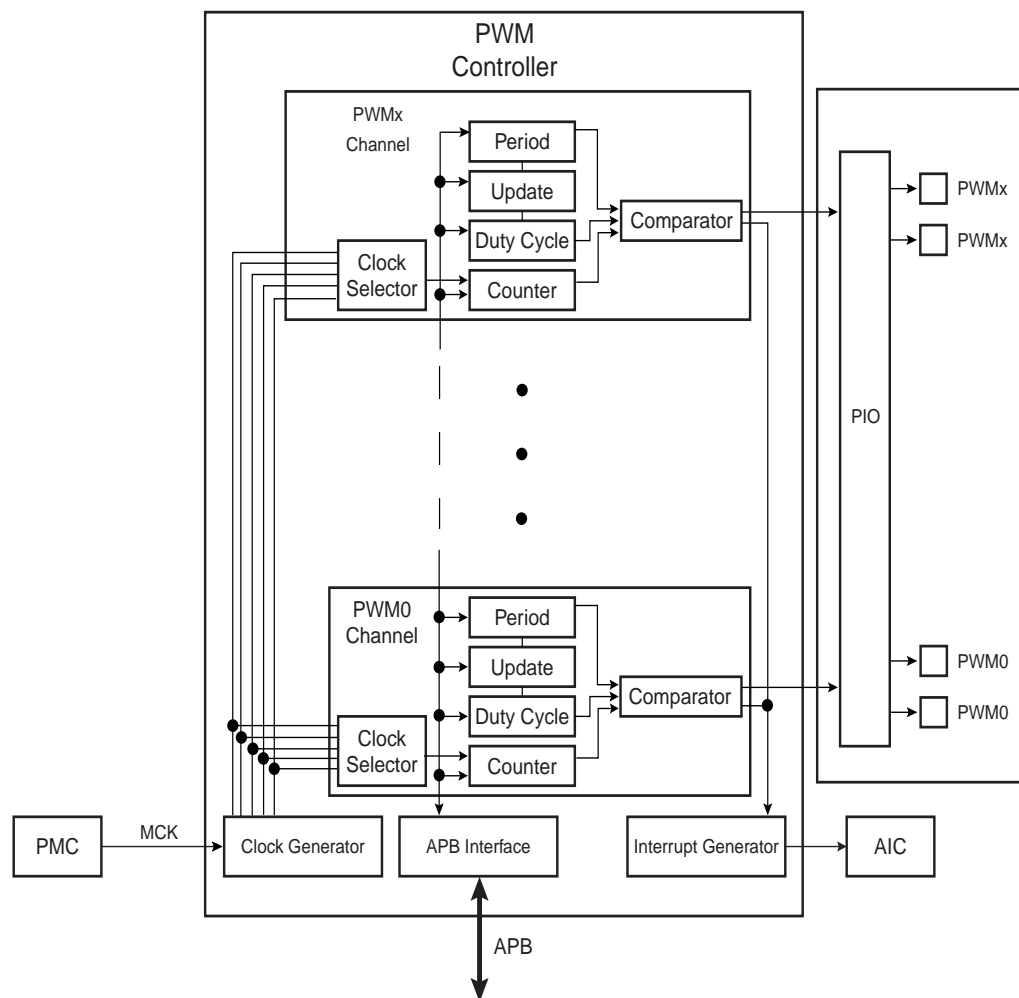 PWM
Controller
PWMx
Channel
Period
Update
Duty Cycle
Counter
Clock
Selector
Comparator
PIO
PWMx
PWMx
PWM0
Channel
Period
Update
Duty Cycle
Counter
Clock
Selector
Comparator
PWM0
PWM0
PMC
MCK
Clock Generator
APB Interface
Interrupt Generator
AIC
APB